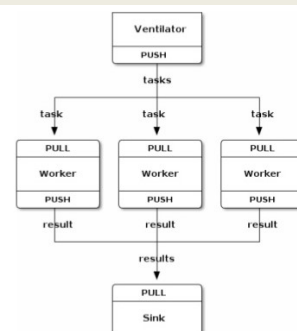 Ventilator
PUSH
tasks
task task task
PULL PULL PULL
Worker Worker Worker
PUSH PUSH PUSH
result result result
results
PULL
Sink